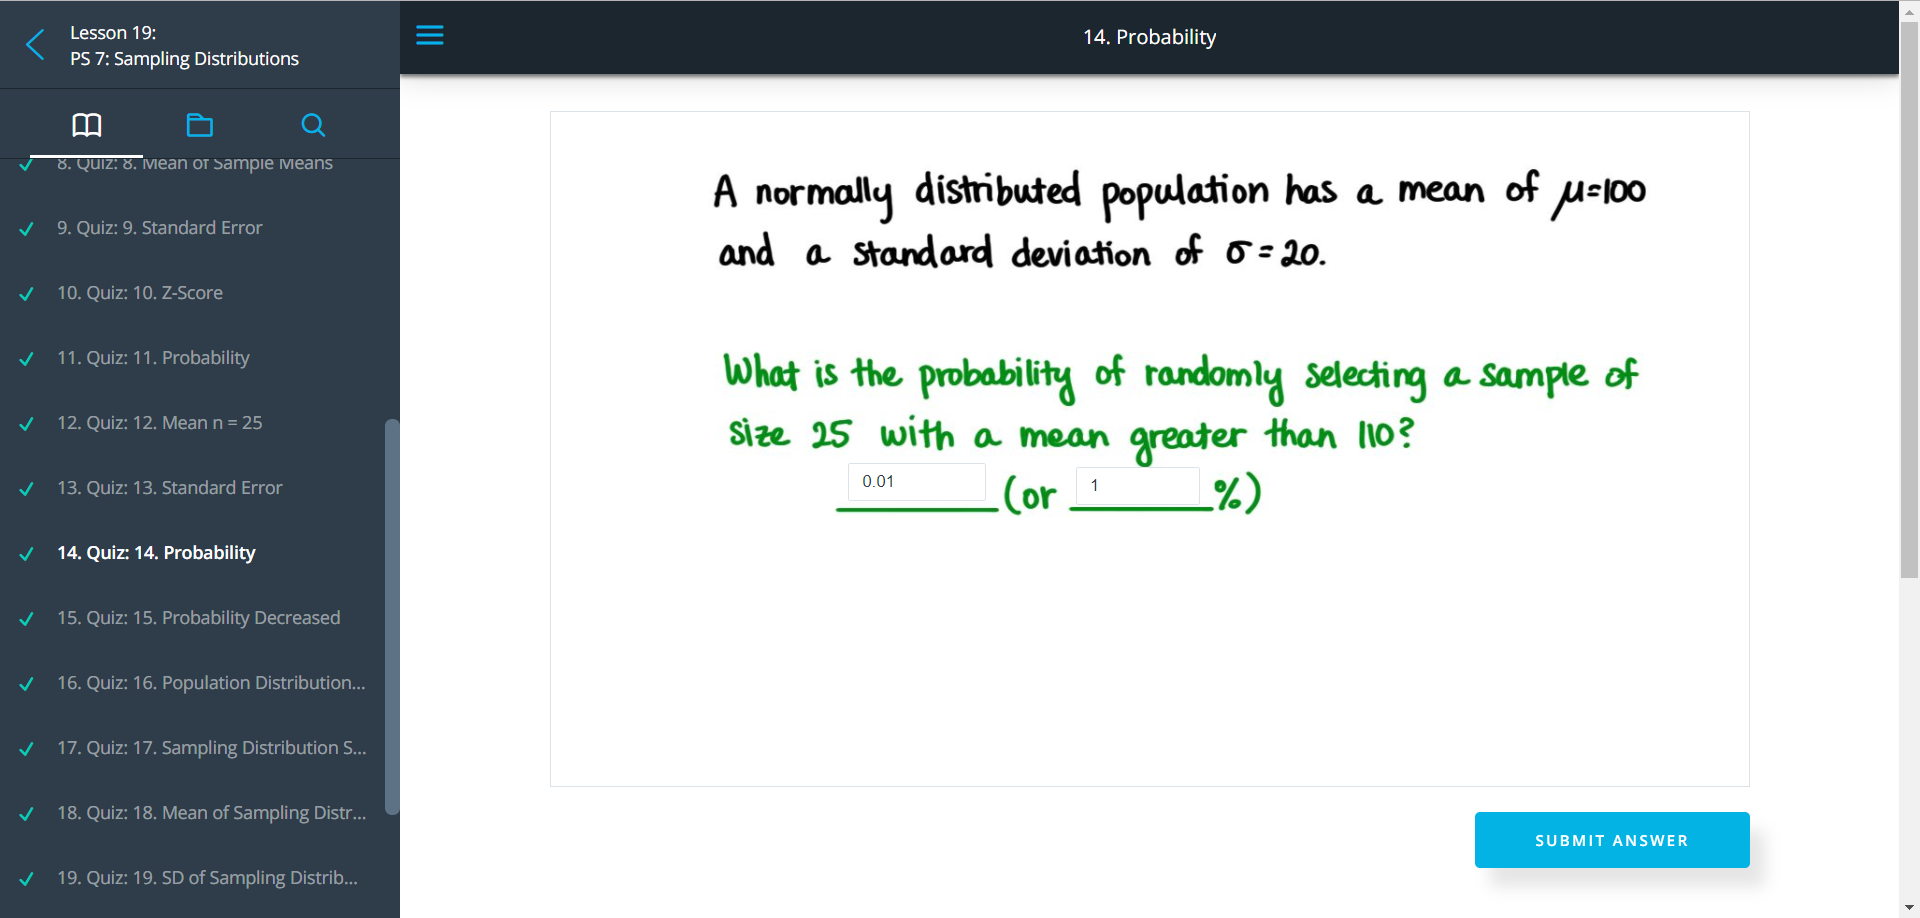 Lesson 19:
PS 7: Sampling Distributions
8. Quiz: 8. Mean of Sample Means
9. Quiz: 9. Standard Error
10. Quiz: 10. Z-Score
11. Quiz: 11. Probability
12. Quiz: 12. Mean n = 25
13. Quiz: 13. Standard Error
14. Quiz: 14. Probability
15. Quiz: 15. Probability Decreased
16. Quiz: 16. Population Distribution...
17. Quiz: 17. Sampling Distribution S...
18. Quiz: 18. Mean of Sampling Distr...
19. Quiz: 19. SD of Sampling Distrib...
14. Probability
A normally distributed population has a mean of μ=100
and a standard deviation of σ=20.
What is the probability of randomly selecting a sample of
size 25 with a mean greater than 110?
0.01 (or 1 %)
SUBMIT ANSWER